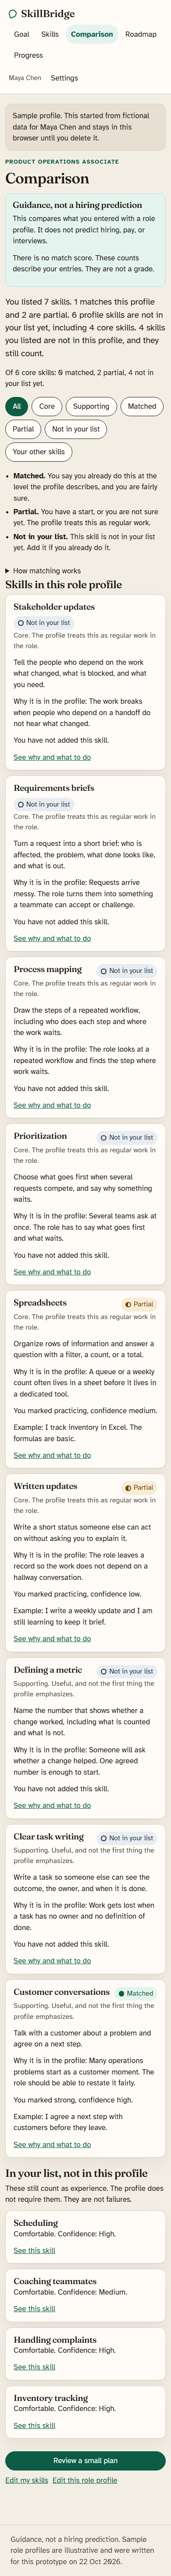 SkillBridge
Goal Skills Comparison Roadmap
Progress
Maya Chen Settings
Sample profile. This started from fictional
data for Maya Chen and stays in this
browser until you delete it.
PRODUCT OPERATIONS ASSOCIATE
Comparison
Guidance, not a hiring prediction
This compares what you entered with a role
profile. It does not predict hiring, pay, or
interviews.
There is no match score. These counts
describe your entries. They are not a grade.
You listed 7 skills. 1 matches this profile
and 2 are partial. 6 profile skills are not in
your list yet, including 4 core skills. 4 skills
you listed are not in this profile, and they
still count.
Of 6 core skills: 0 matched, 2 partial, 4 not in
your list yet.
All Core Supporting Matched
Partial Not in your list
Your other skills
• Matched. You say you already do this at the
level the profile describes, and you are fairly
sure.
• Partial. You have a start, or you are not sure
yet. The profile treats this as regular work.
• Not in your list. This skill is not in your list
yet. Add it if you already do it.
How matching works
Skills in this role profile
Stakeholder updates
Not in your list
Core. The profile treats this as regular work in
the role.
Tell the people who depend on the work
what changed, what is blocked, and what
you need.
Why it is in the profile: The work breaks
when people who depend on a handoff do
not hear what changed.
You have not added this skill.
See why and what to do
Requirements briefs
Not in your list
Core. The profile treats this as regular work in
the role.
Turn a request into a short brief: who is
affected, the problem, what done looks like,
and what is out.
Why it is in the profile: Requests arrive
messy. The role turns them into something
a teammate can accept or challenge.
You have not added this skill.
See why and what to do
Process mapping Not in your list
Core. The profile treats this as regular work in
the role.
Draw the steps of a repeated workflow,
including who does each step and where
the work waits.
Why it is in the profile: The role looks at a
repeated workflow and finds the step where
work waits.
You have not added this skill.
See why and what to do
Prioritization Not in your list
Core. The profile treats this as regular work in
the role.
Choose what goes first when several
requests compete, and say why something
waits.
Why it is in the profile: Several teams ask at
once. The role has to say what goes first
and what waits.
You have not added this skill.
See why and what to do
Spreadsheets Partial
Core. The profile treats this as regular work in
the role.
Organize rows of information and answer a
question with a filter, a count, or a total.
Why it is in the profile: A queue or a weekly
count often lives in a sheet before it lives in
a dedicated tool.
You marked practicing, confidence medium.
Example: I track inventory in Excel. The
formulas are basic.
See why and what to do
Written updates Partial
Core. The profile treats this as regular work in
the role.
Write a short status someone else can act
on without asking you to explain it.
Why it is in the profile: The role leaves a
record so the work does not depend on a
hallway conversation.
You marked practicing, confidence low.
Example: I write a weekly update and I am
still learning to keep it brief.
See why and what to do
Defining a metric Not in your list
Supporting. Useful, and not the first thing the
profile emphasizes.
Name the number that shows whether a
change worked, including what is counted
and what is not.
Why it is in the profile: Someone will ask
whether a change helped. One agreed
number is enough to start.
You have not added this skill.
See why and what to do
Clear task writing Not in your list
Supporting. Useful, and not the first thing the
profile emphasizes.
Write a task so someone else can see the
outcome, the owner, and when it is done.
Why it is in the profile: Work gets lost when
a task has no owner and no definition of
done.
You have not added this skill.
See why and what to do
Customer conversations Matched
Supporting. Useful, and not the first thing the
profile emphasizes.
Talk with a customer about a problem and
agree on a next step.
Why it is in the profile: Many operations
problems start as a customer moment. The
role should be able to restate it fairly.
You marked strong, confidence high.
Example: I agree a next step with
customers before they leave.
See why and what to do
In your list, not in this profile
These still count as experience. The profile does
not require them. They are not failures.
Scheduling
Comfortable. Confidence: High.
See this skill
Coaching teammates
Comfortable. Confidence: Medium.
See this skill
Handling complaints
Comfortable. Confidence: High.
See this skill
Inventory tracking
Comfortable. Confidence: High.
See this skill
Review a small plan
Edit my skills Edit this role profile
Guidance, not a hiring prediction. Sample
role profiles are illustrative and were written
for this prototype on 22 Oct 2026.